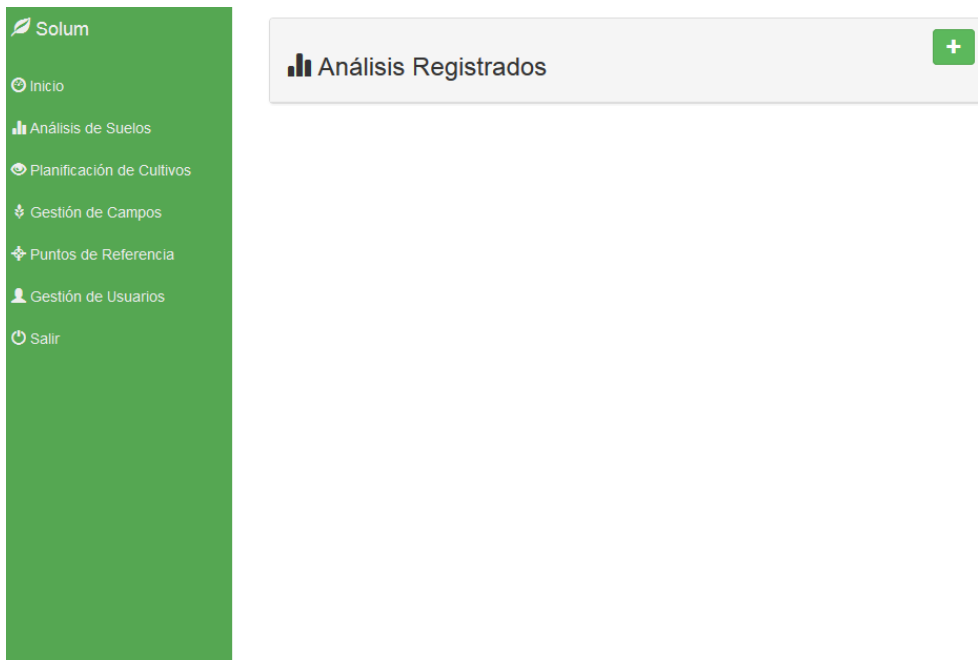 Solum
Inicio
Análisis de Suelos
Planificación de Cultivos
Gestión de Campos
Puntos de Referencia
Gestión de Usuarios
Salir
Análisis Registrados